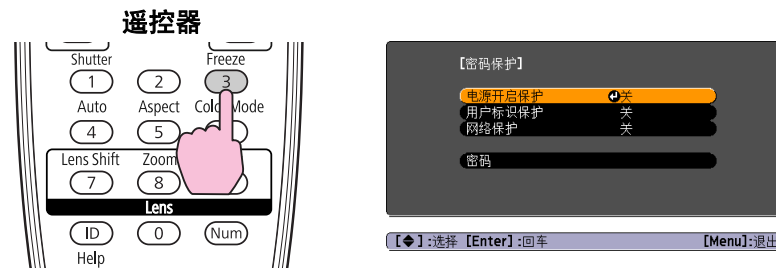 遥控器
Shutter Freeze
1 2 3
Auto Aspect Color Mode
4 5
Lens Shift Zoom
7 8
Lens
ID 0 Num
Help
[密码保护]
电源开启保护 关
用户标识保护 关
网络保护 关
密码
[◆]:选择 [Enter]:回车 [Menu]:退出